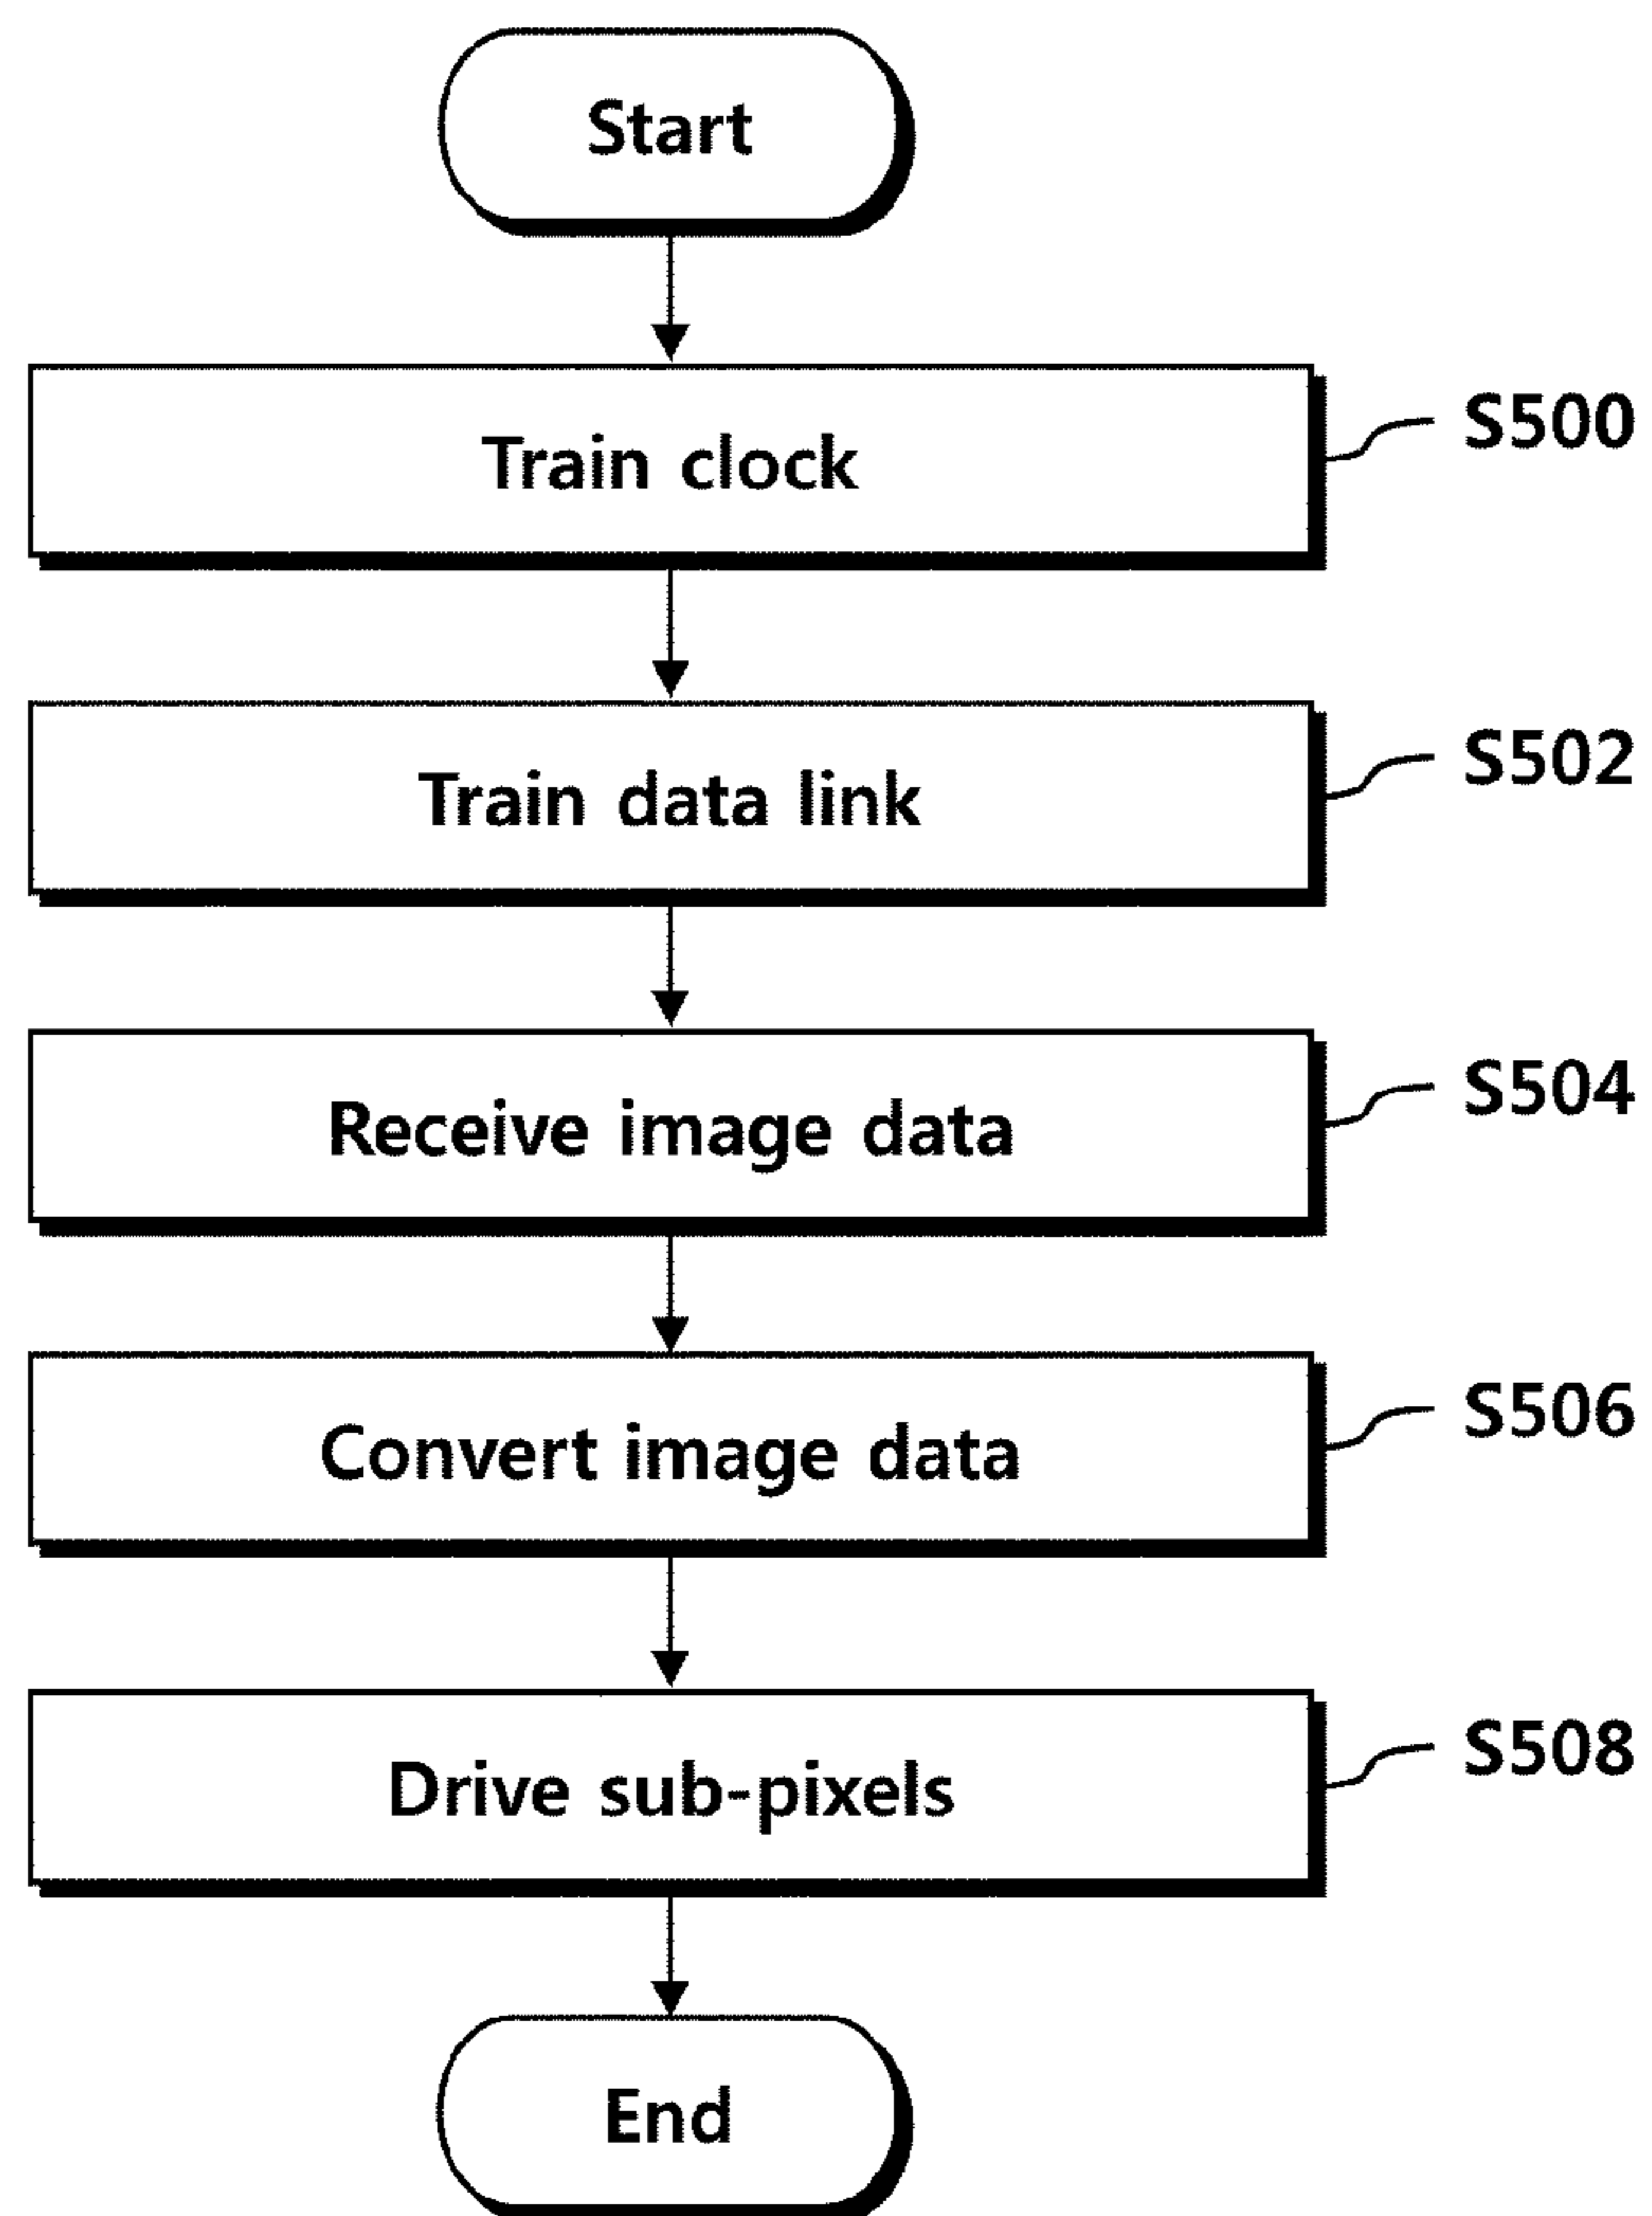 Start
Train clock
S500
Train data link
S502
Receive image data
S504
Convert image data
S506
Drive sub-pixels
S508
End